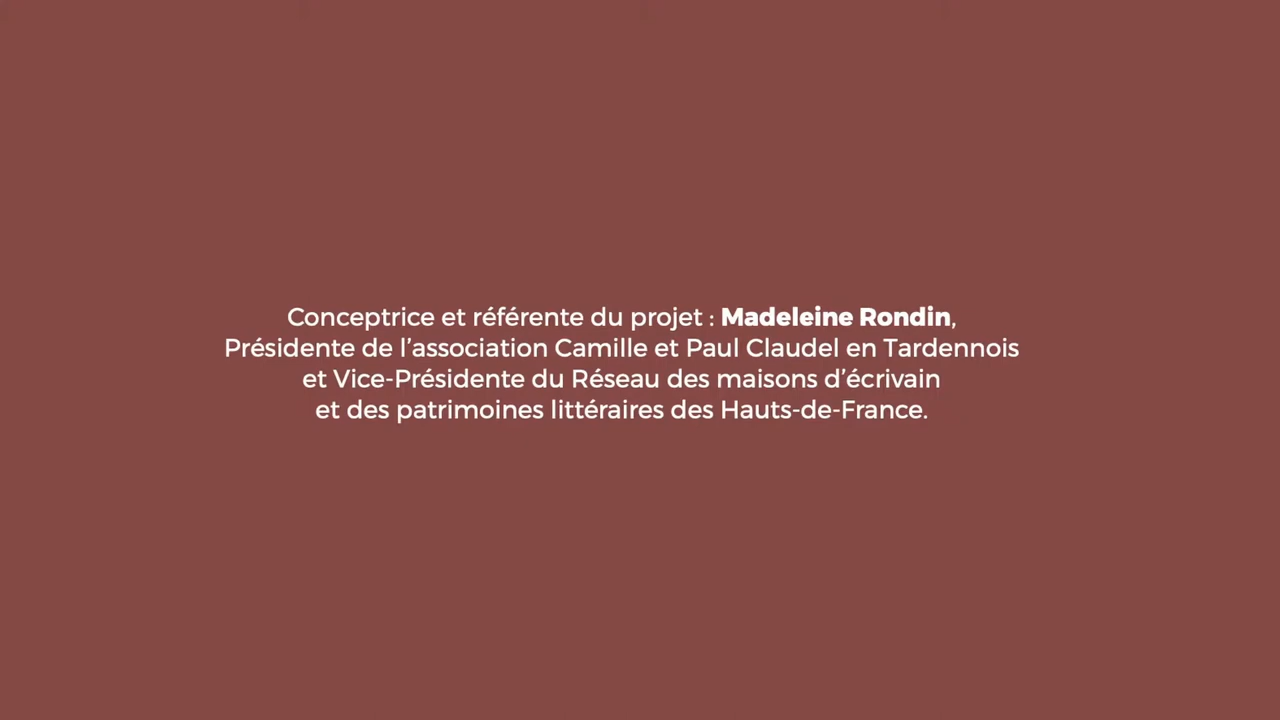 Conceptrice et référente du projet : Madeleine Rondin,
Présidente de l’association Camille et Paul Claudel en Tardennois
et Vice-Présidente du Réseau des maisons d’écrivain
et des patrimoines littéraires des Hauts-de-France.